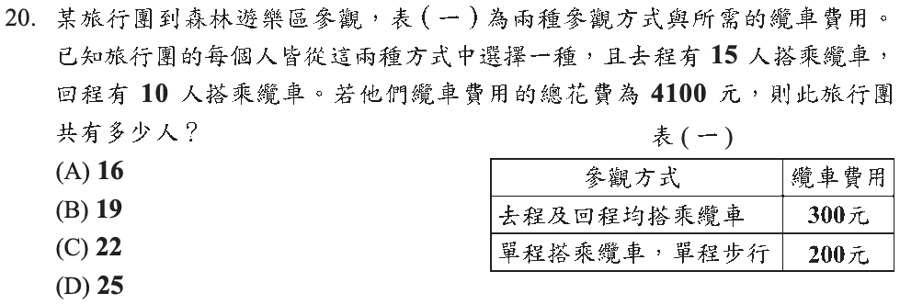 20. 某旅行團到森林遊樂區參觀，表(一)為兩種參觀方式與所需的纜車費用。
已知旅行團的每個人皆從這兩種方式中選擇一種，且去程有 15 人搭乘纜車，
回程有 10 人搭乘纜車。若他們纜車費用的總花費為 4100 元，則此旅行團
共有多少人？
(A) 16
(B) 19
(C) 22
(D) 25
表(一)
參觀方式 纜車費用
去程及回程均搭乘纜車 300元
單程搭乘纜車，單程步行 200元